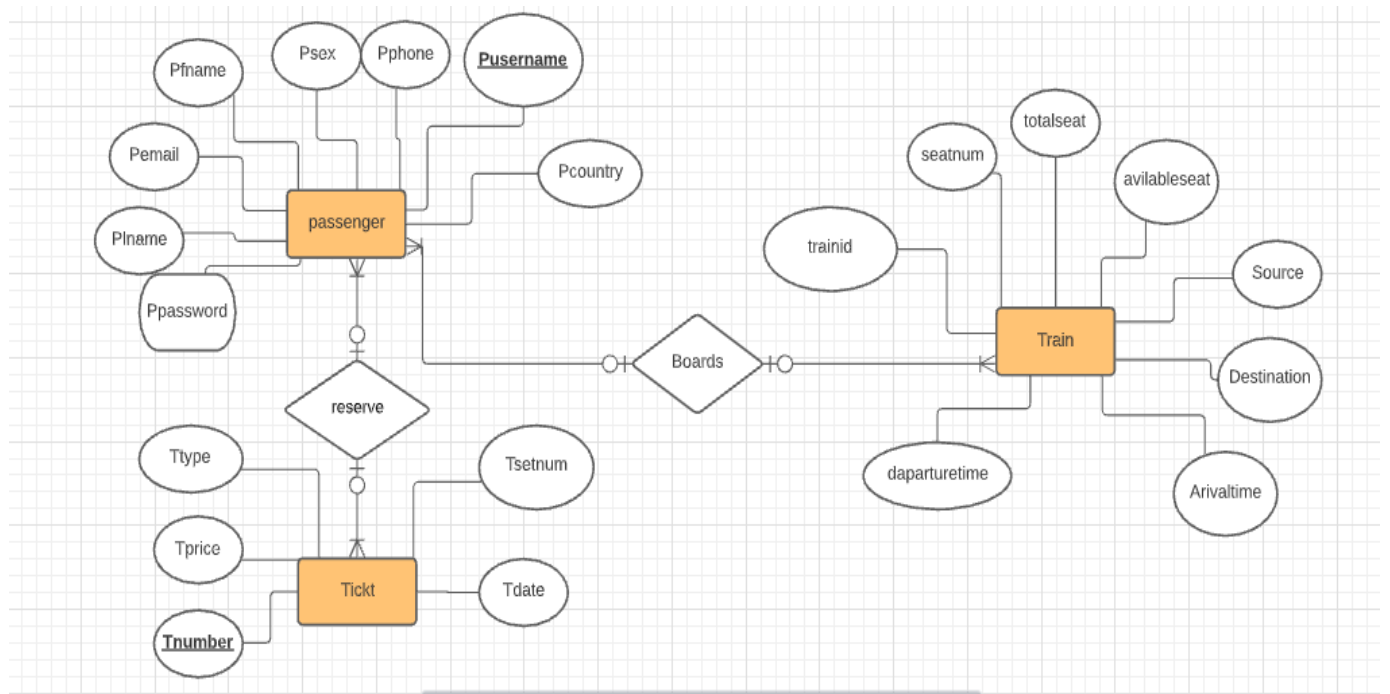 Psex
Pphone
Pusername
Pfname
Pemail
Pcountry
passenger
Plname
Ppassword
totalseat
seatnum
avilableseat
trainid
Source
Train
Boards
Destination
reserve
daparturetime
Arivaltime
Ttype
Tsetnum
Tprice
Tickt
Tdate
Tnumber